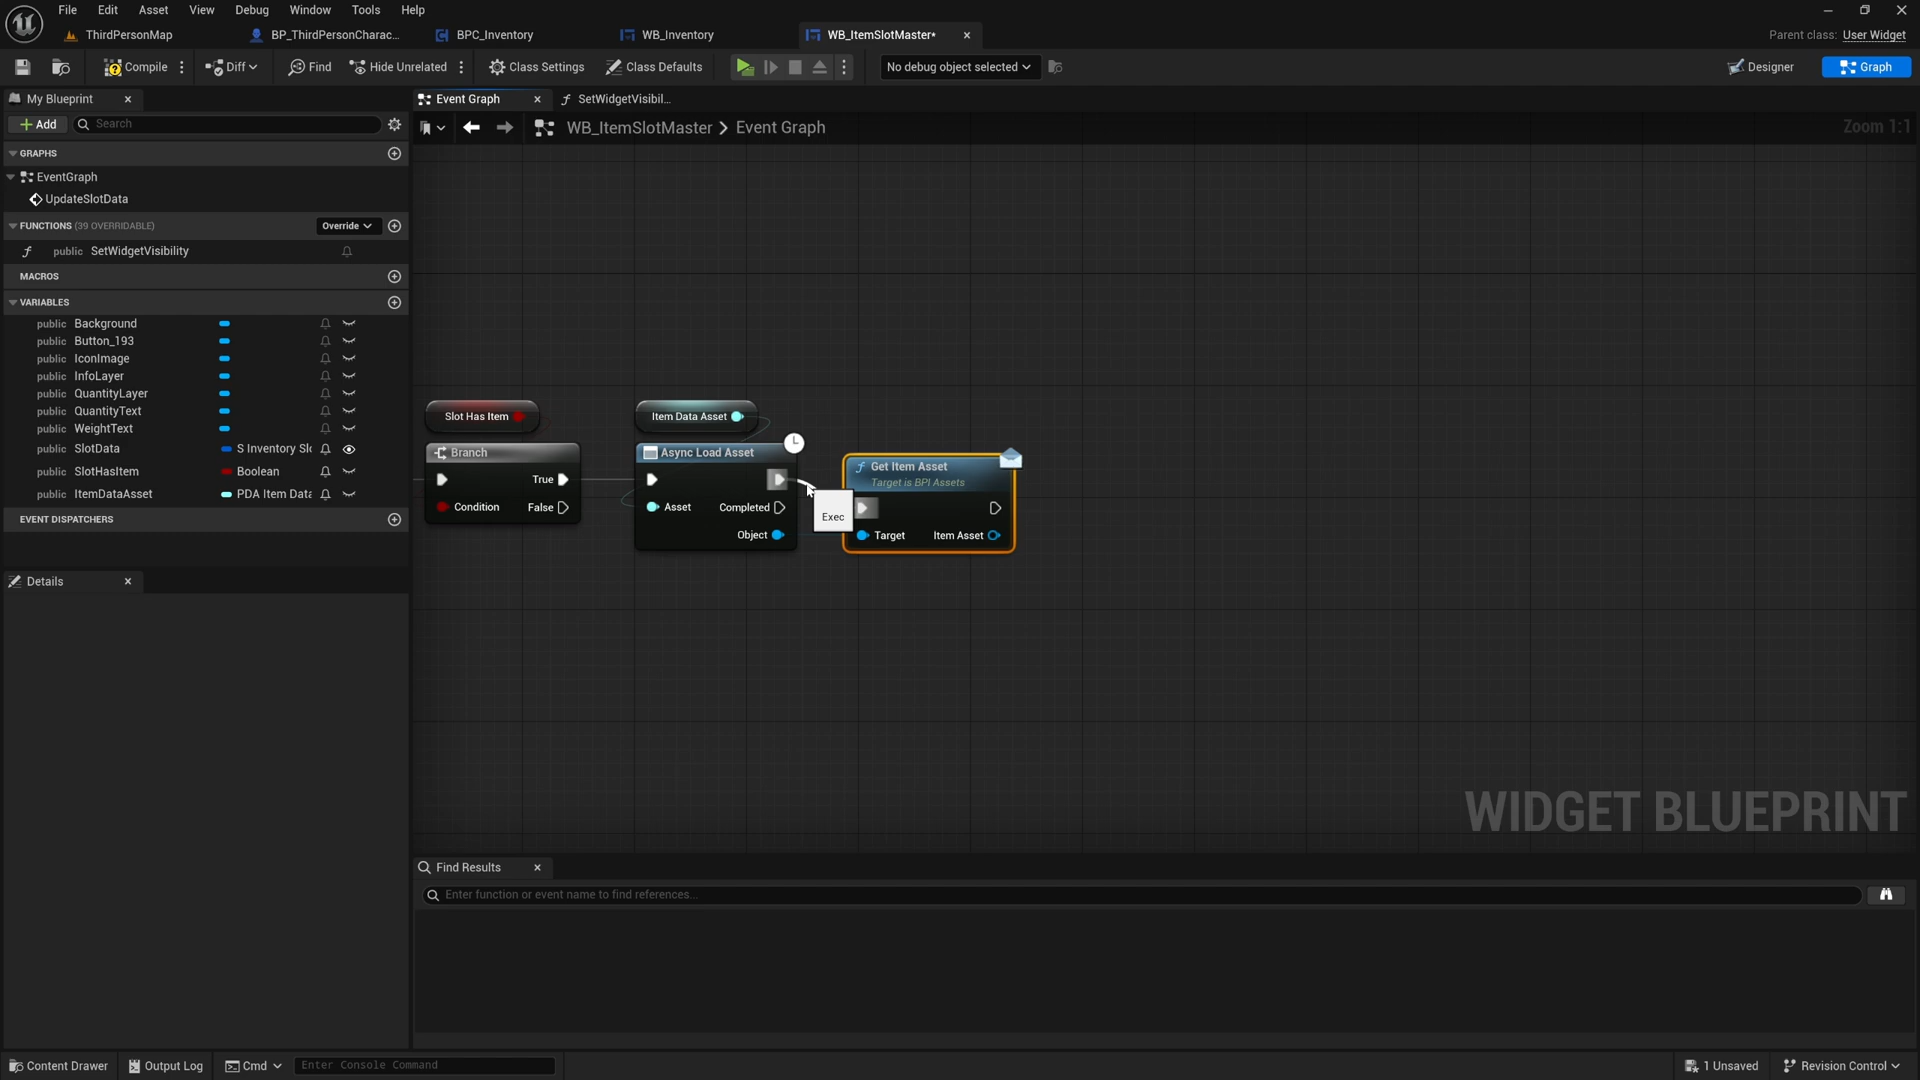 File Edit Asset View Debug Window Tools Help
ThirdPersonMap BP_ThirdPersonCharac... BPC_Inventory WB_Inventory WB_ItemSlotMaster* Parent class: User Widget
Compile Diff Find Hide Unrelated Class Settings Class Defaults No debug object selected Designer Graph
My Blueprint Event Graph SetWidgetVisibil...
Add Search WB_ItemSlotMaster Event Graph Zoom 1:1
GRAPHS
EventGraph
UpdateSlotData
FUNCTIONS (39 OVERRIDABLE) Override
public SetWidgetVisibility
MACROS
VARIABLES
public Background
public Button_193
public IconImage
public InfoLayer
public QuantityLayer
public QuantityText
public WeightText
SlotData S Inventory Slo
SlotHasItem Boolean
ItemDataAsset PDA Item Data
EVENT DISPATCHERS
Details
Slot Has Item
Branch
True
Condition False
Item Data Asset
Async Load Asset
Asset Completed
Object
Get Item Asset
Target is BPI Assets
Exec
Target Item Asset
WIDGET BLUEPRINT
Find Results
Enter function or event name to find references...
Content Drawer Output Log Cmd Enter Console Command 1 Unsaved Revision Control